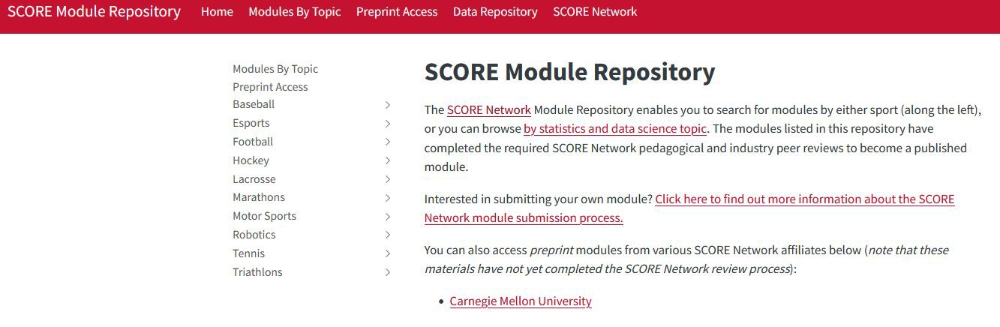 SCORE Module Repository Home Modules By Topic Preprint Access Data Repository SCORE Network
Modules By Topic
Preprint Access
Baseball
Esports
Football
Hockey
Lacrosse
Marathons
Motor Sports
Robotics
Tennis
Triathlons
SCORE Module Repository
The SCORE Network Module Repository enables you to search for modules by either sport (along the left),
or you can browse by statistics and data science topic. The modules listed in this repository have
completed the required SCORE Network pedagogical and industry peer reviews to become a published
module.
Interested in submitting your own module? Click here to find out more information about the SCORE
Network module submission process.
You can also access preprint modules from various SCORE Network affiliates below (note that these
materials have not yet completed the SCORE Network review process):
• Carnegie Mellon University